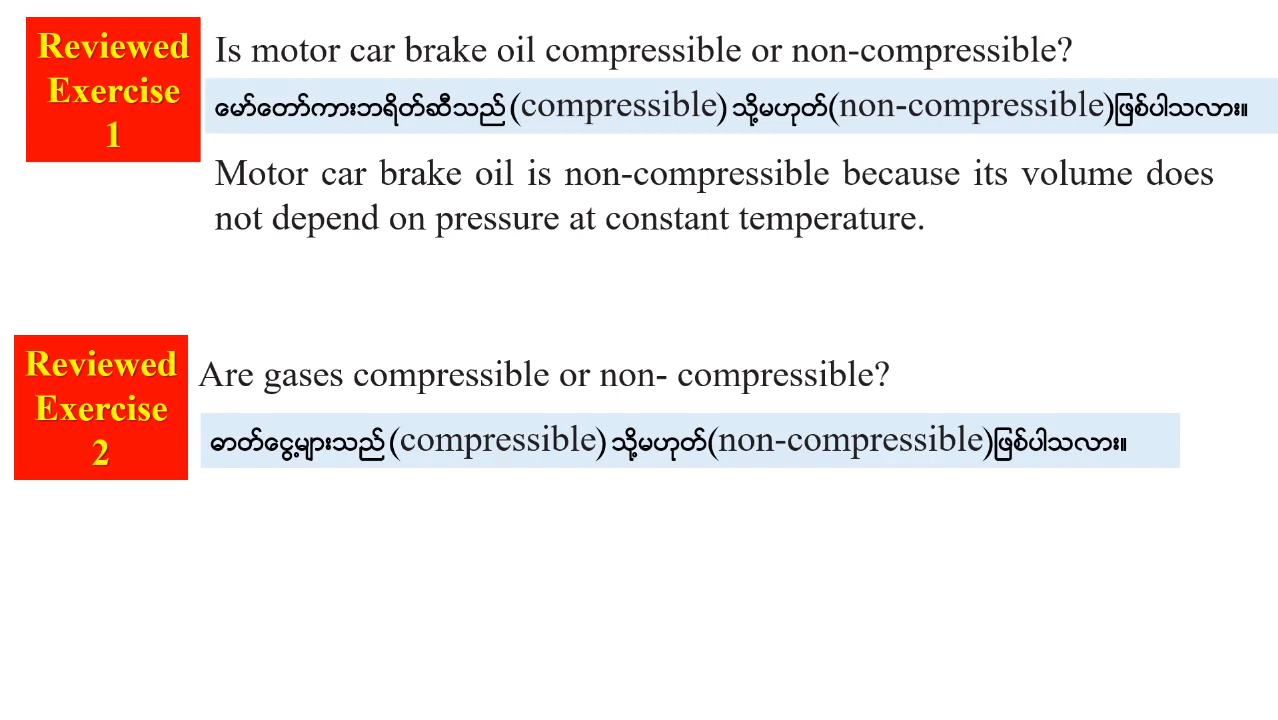 Reviewed
Exercise
1
Is motor car brake oil compressible or non-compressible?
မော်တော်ကားဘရိတ်ဆီသည် (compressible) သို့မဟုတ်(non-compressible)ဖြစ်ပါသလား။
Motor car brake oil is non-compressible because its volume does
not depend on pressure at constant temperature.
Reviewed
Exercise
2
Are gases compressible or non- compressible?
ဓာတ်ငွေ့များသည် (compressible) သို့မဟုတ်(non-compressible)ဖြစ်ပါသလား။